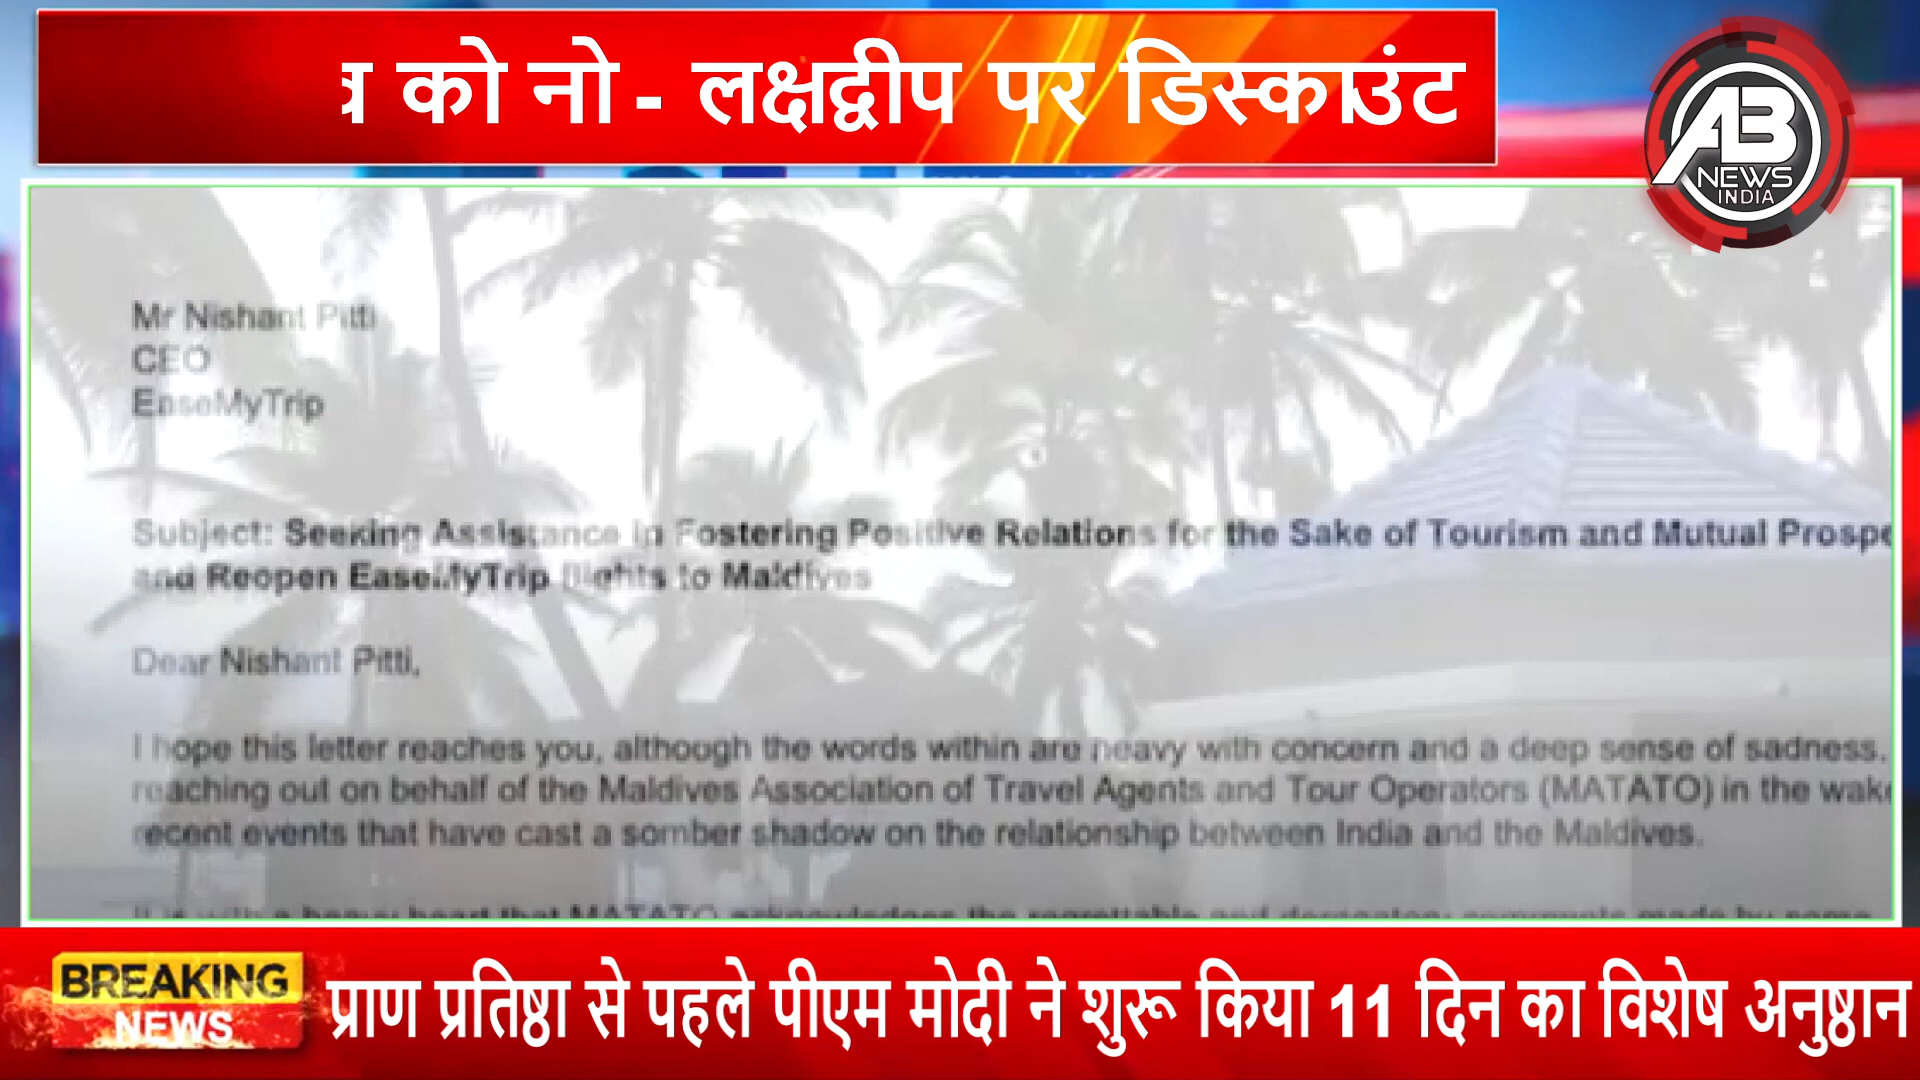 को नो - लक्षद्वीप पर डिस्काउंट
AB
NEWS
INDIA
Mr Nishant Pitti
CEO
EaseMyTrip
Subject: Seeking Assistance in Fostering Positive Relations for the Sake of Tourism and Mutual Prospe
and Reopen EaseMyTrip flights to Maldives
Dear Nishant Pitti,
I hope this letter reaches you, although the words within are heavy with concern and a deep sense of sadness.
reaching out on behalf of the Maldives Association of Travel Agents and Tour Operators (MATATO) in the wake
recent events that have cast a somber shadow on the relationship between India and the Maldives.
BREAKING
NEWS
प्राण प्रतिष्ठा से पहले पीएम मोदी ने शुरू किया 11 दिन का विशेष अनुष्ठान